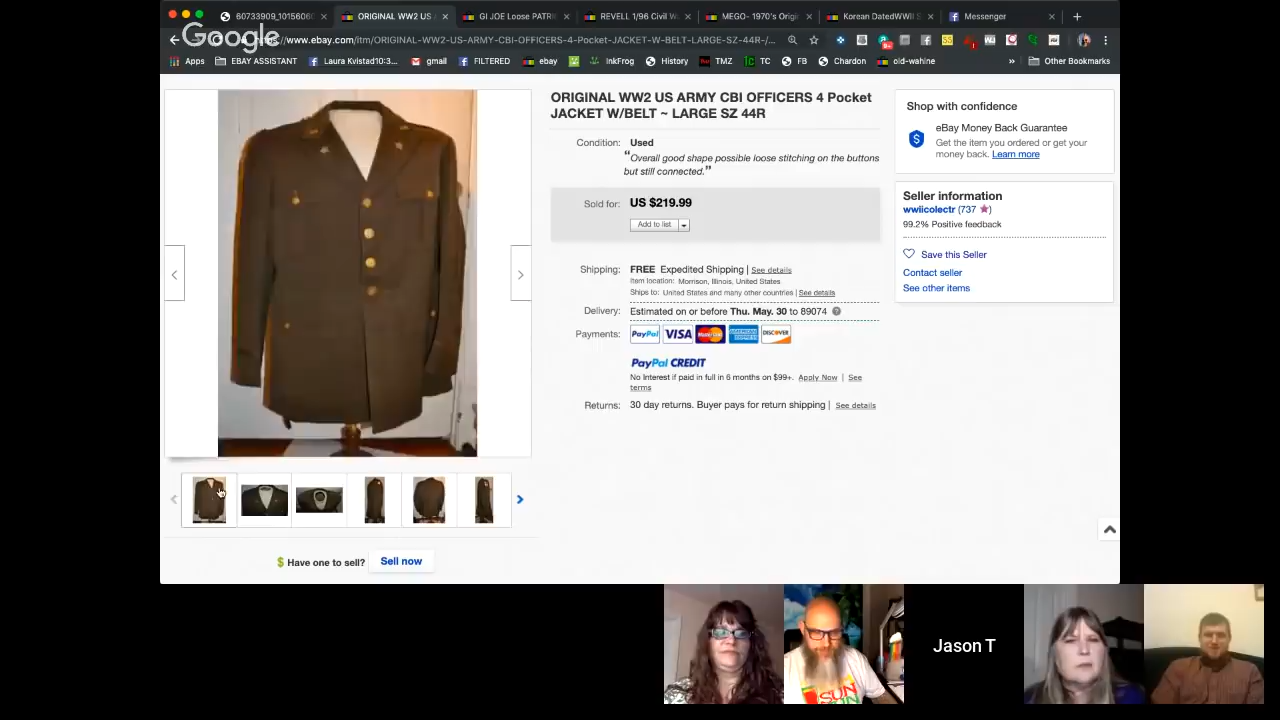 60733909_10156060
ORIGINAL WW2 US A
GI JOE Loose PATRI
REVELL 1/96 Civil W
MEGO- 1970's Origi
Korean DatedWWII S
Messenger
Google
https://www.ebay.com/itm/ORIGINAL-WW2-US-ARMY-CBI-OFFICERS-4-Pocket-JACKET-W-BELT-LARGE-SZ-44R-/...
Apps
EBAY ASSISTANT
Laura Kvistad10:3...
gmail
FILTERED
ebay
InkFrog
History
TMZ
TC
FB
Chardon
old-wahine
»
Other Bookmarks
ORIGINAL WW2 US ARMY CBI OFFICERS 4 Pocket
JACKET W/BELT ~ LARGE SZ 44R
Condition: Used
"Overall good shape possible loose stitching on the buttons
but still connected."
Sold for: US $219.99
Add to list
Shipping: FREE Expedited Shipping | See details
Item location: Morrison, Illinois, United States
Ships to: United States and many other countries | See details
Delivery: Estimated on or before Thu. May. 30 to 89074
Payments: PayPal VISA MasterCard AMERICAN EXPRESS DISCOVER
PayPal CREDIT
No Interest if paid in full in 6 months on $99+. Apply Now | See
terms
Returns: 30 day returns. Buyer pays for return shipping | See details
Shop with confidence
eBay Money Back Guarantee
Get the item you ordered or get your
money back. Learn more
Seller information
wwiicolectr (737)
99.2% Positive feedback
Save this Seller
Contact seller
See other items
Have one to sell? Sell now
Jason T
SUN